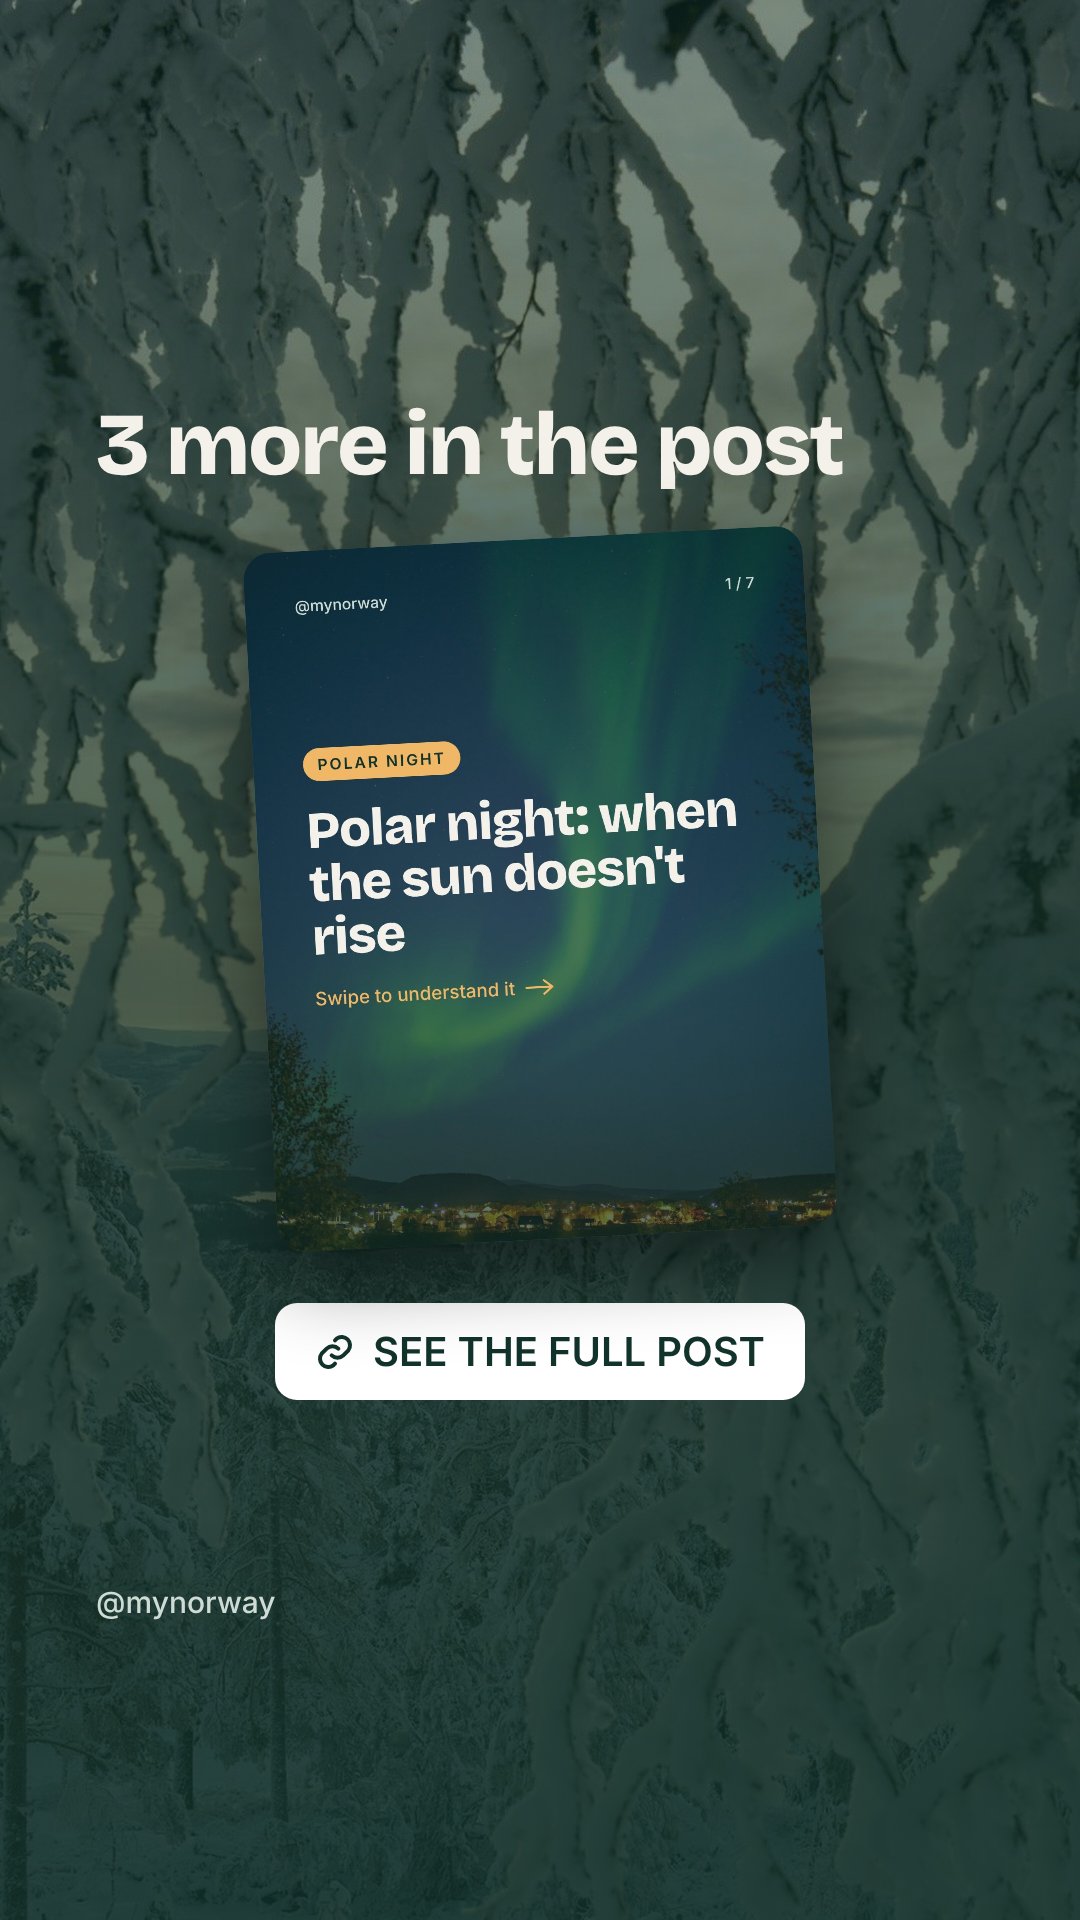 3 more in the post
@mynorway
1 / 7
POLAR NIGHT
Polar night: when
the sun doesn't
rise
Swipe to understand it →
SEE THE FULL POST
@mynorway